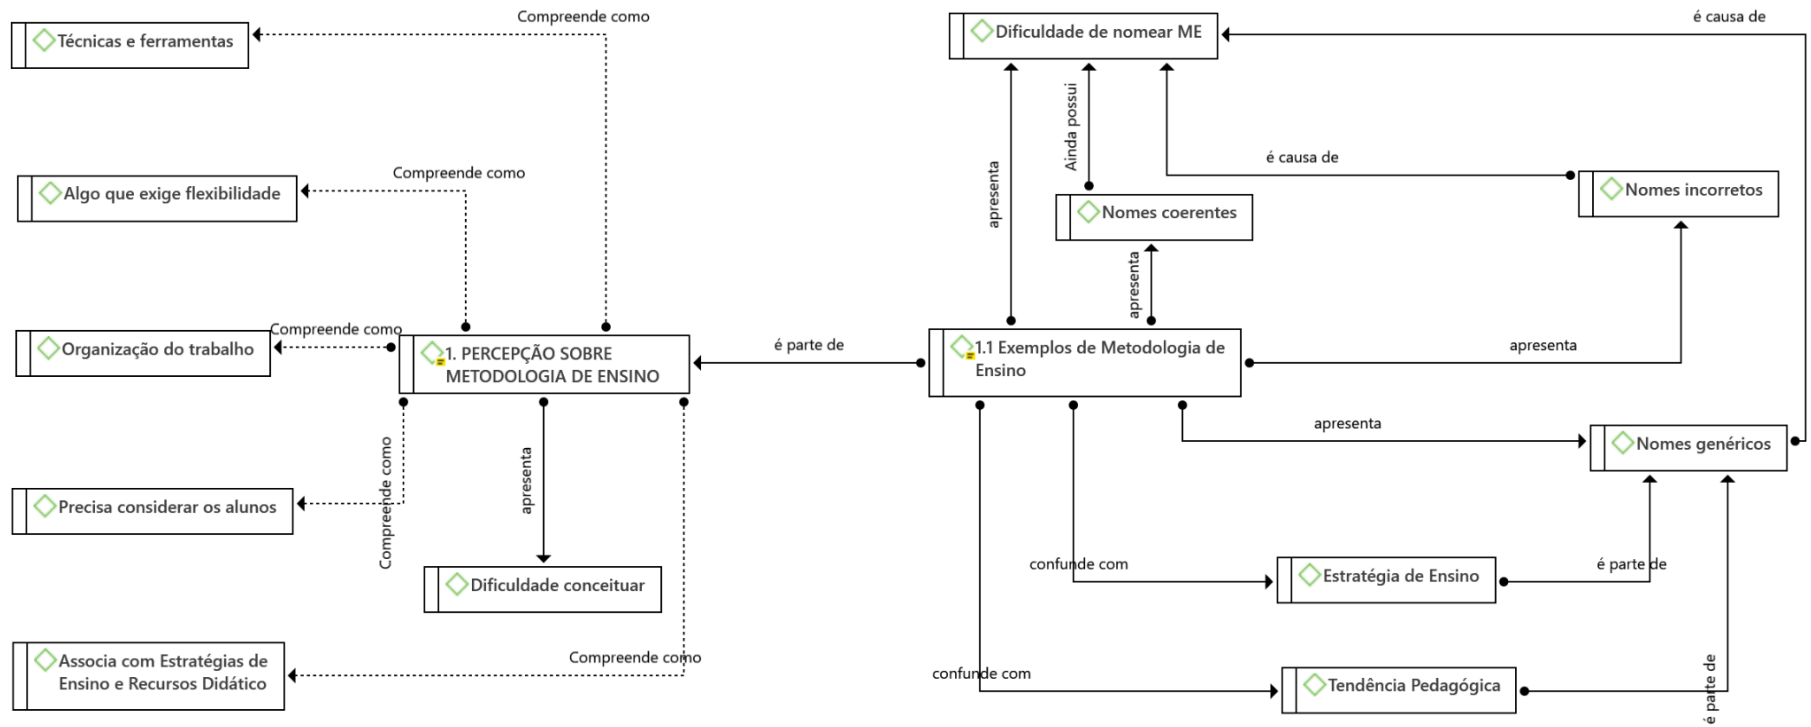 Compreende como
Técnicas e ferramentas
Compreende como
Algo que exige flexibilidade
Compreende como
Organização do trabalho
1. PERCEPÇÃO SOBRE
METODOLOGIA DE ENSINO
Compreende como
Precisa considerar os alunos
apresenta
Dificuldade conceituar
Compreende como
Associa com Estratégias de
Ensino e Recursos Didático
é parte de
é causa de
Dificuldade de nomear ME
Ainda possui
é causa de
apresenta
Nomes coerentes
Nomes incorretos
apresenta
1.1 Exemplos de Metodologia de
Ensino
apresenta
apresenta
Nomes genéricos
confunde com
Estratégia de Ensino
é parte de
confunde com
Tendência Pedagógica
é parte de